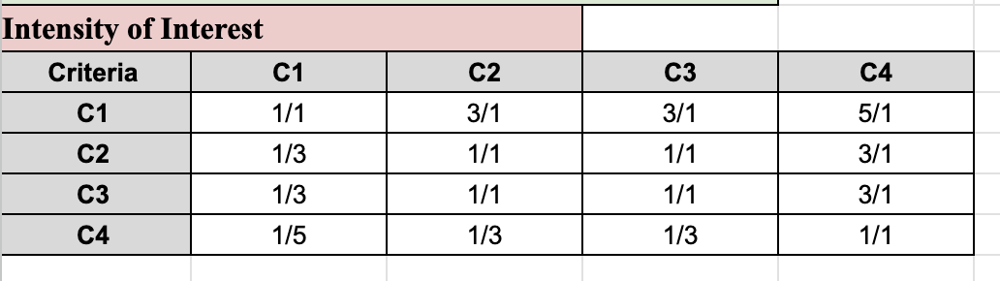 Intensity of Interest
Criteria C1 C2 C3 C4
C1 1/1 3/1 3/1 5/1
C2 1/3 1/1 1/1 3/1
C3 1/3 1/1 1/1 3/1
C4 1/5 1/3 1/3 1/1